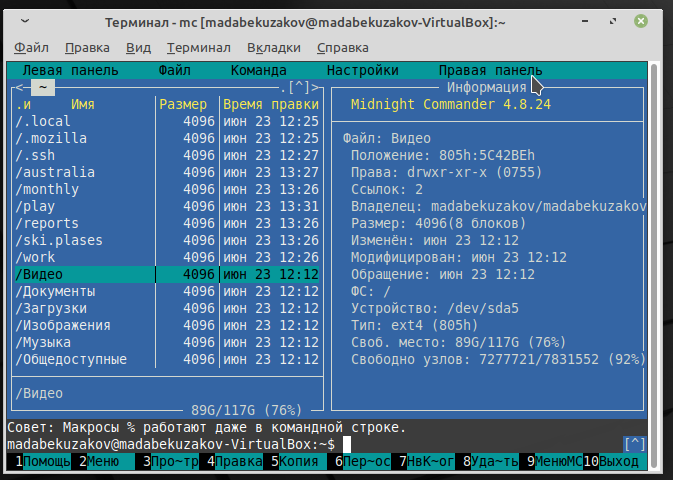 Терминал - mc [madabekuzakov@madabekuzakov-VirtualBox]:~
Файл Правка Вид Терминал Вкладки Справка
Левая панель Файл Команда Настройки Правая панель
<─ ~ ─.[^]>
.и Имя Размер Время правки
/.local 4096 июн 23 12:25
/.mozilla 4096 июн 23 12:25
/.ssh 4096 июн 23 12:27
/australia 4096 июн 23 13:27
/monthly 4096 июн 23 13:26
/play 4096 июн 23 13:31
/reports 4096 июн 23 13:26
/ski.plases 4096 июн 23 13:26
/work 4096 июн 23 12:26
/Видео 4096 июн 23 12:12
/Документы 4096 июн 23 12:12
/Загрузки 4096 июн 23 12:12
/Изображения 4096 июн 23 12:12
/Музыка 4096 июн 23 12:12
/Общедоступные 4096 июн 23 12:12
/Видео
89G/117G (76%)
Информация
Midnight Commander 4.8.24
Файл: Видео
Положение: 805h:5C42BEh
Права: drwxr-xr-x (0755)
Ссылок: 2
Владелец: madabekuzakov/madabekuzakov
Размер: 4096(8 блоков)
Изменён: июн 23 12:12
Модифицирован: июн 23 12:12
Обращение: июн 23 12:12
ФС: /
Устройство: /dev/sda5
Тип: ext4 (805h)
Своб. место: 89G/117G (76%)
Свободно узлов: 7277721/7831552 (92%)
Совет: Макросы % работают даже в командной строке.
madabekuzakov@madabekuzakov-VirtualBox:~$ [^]
1Помощь 2Меню 3Про~тр 4Правка 5Копия 6Пер~ос 7НвК~ог 8Уда~ть 9МенюМС 10Выход